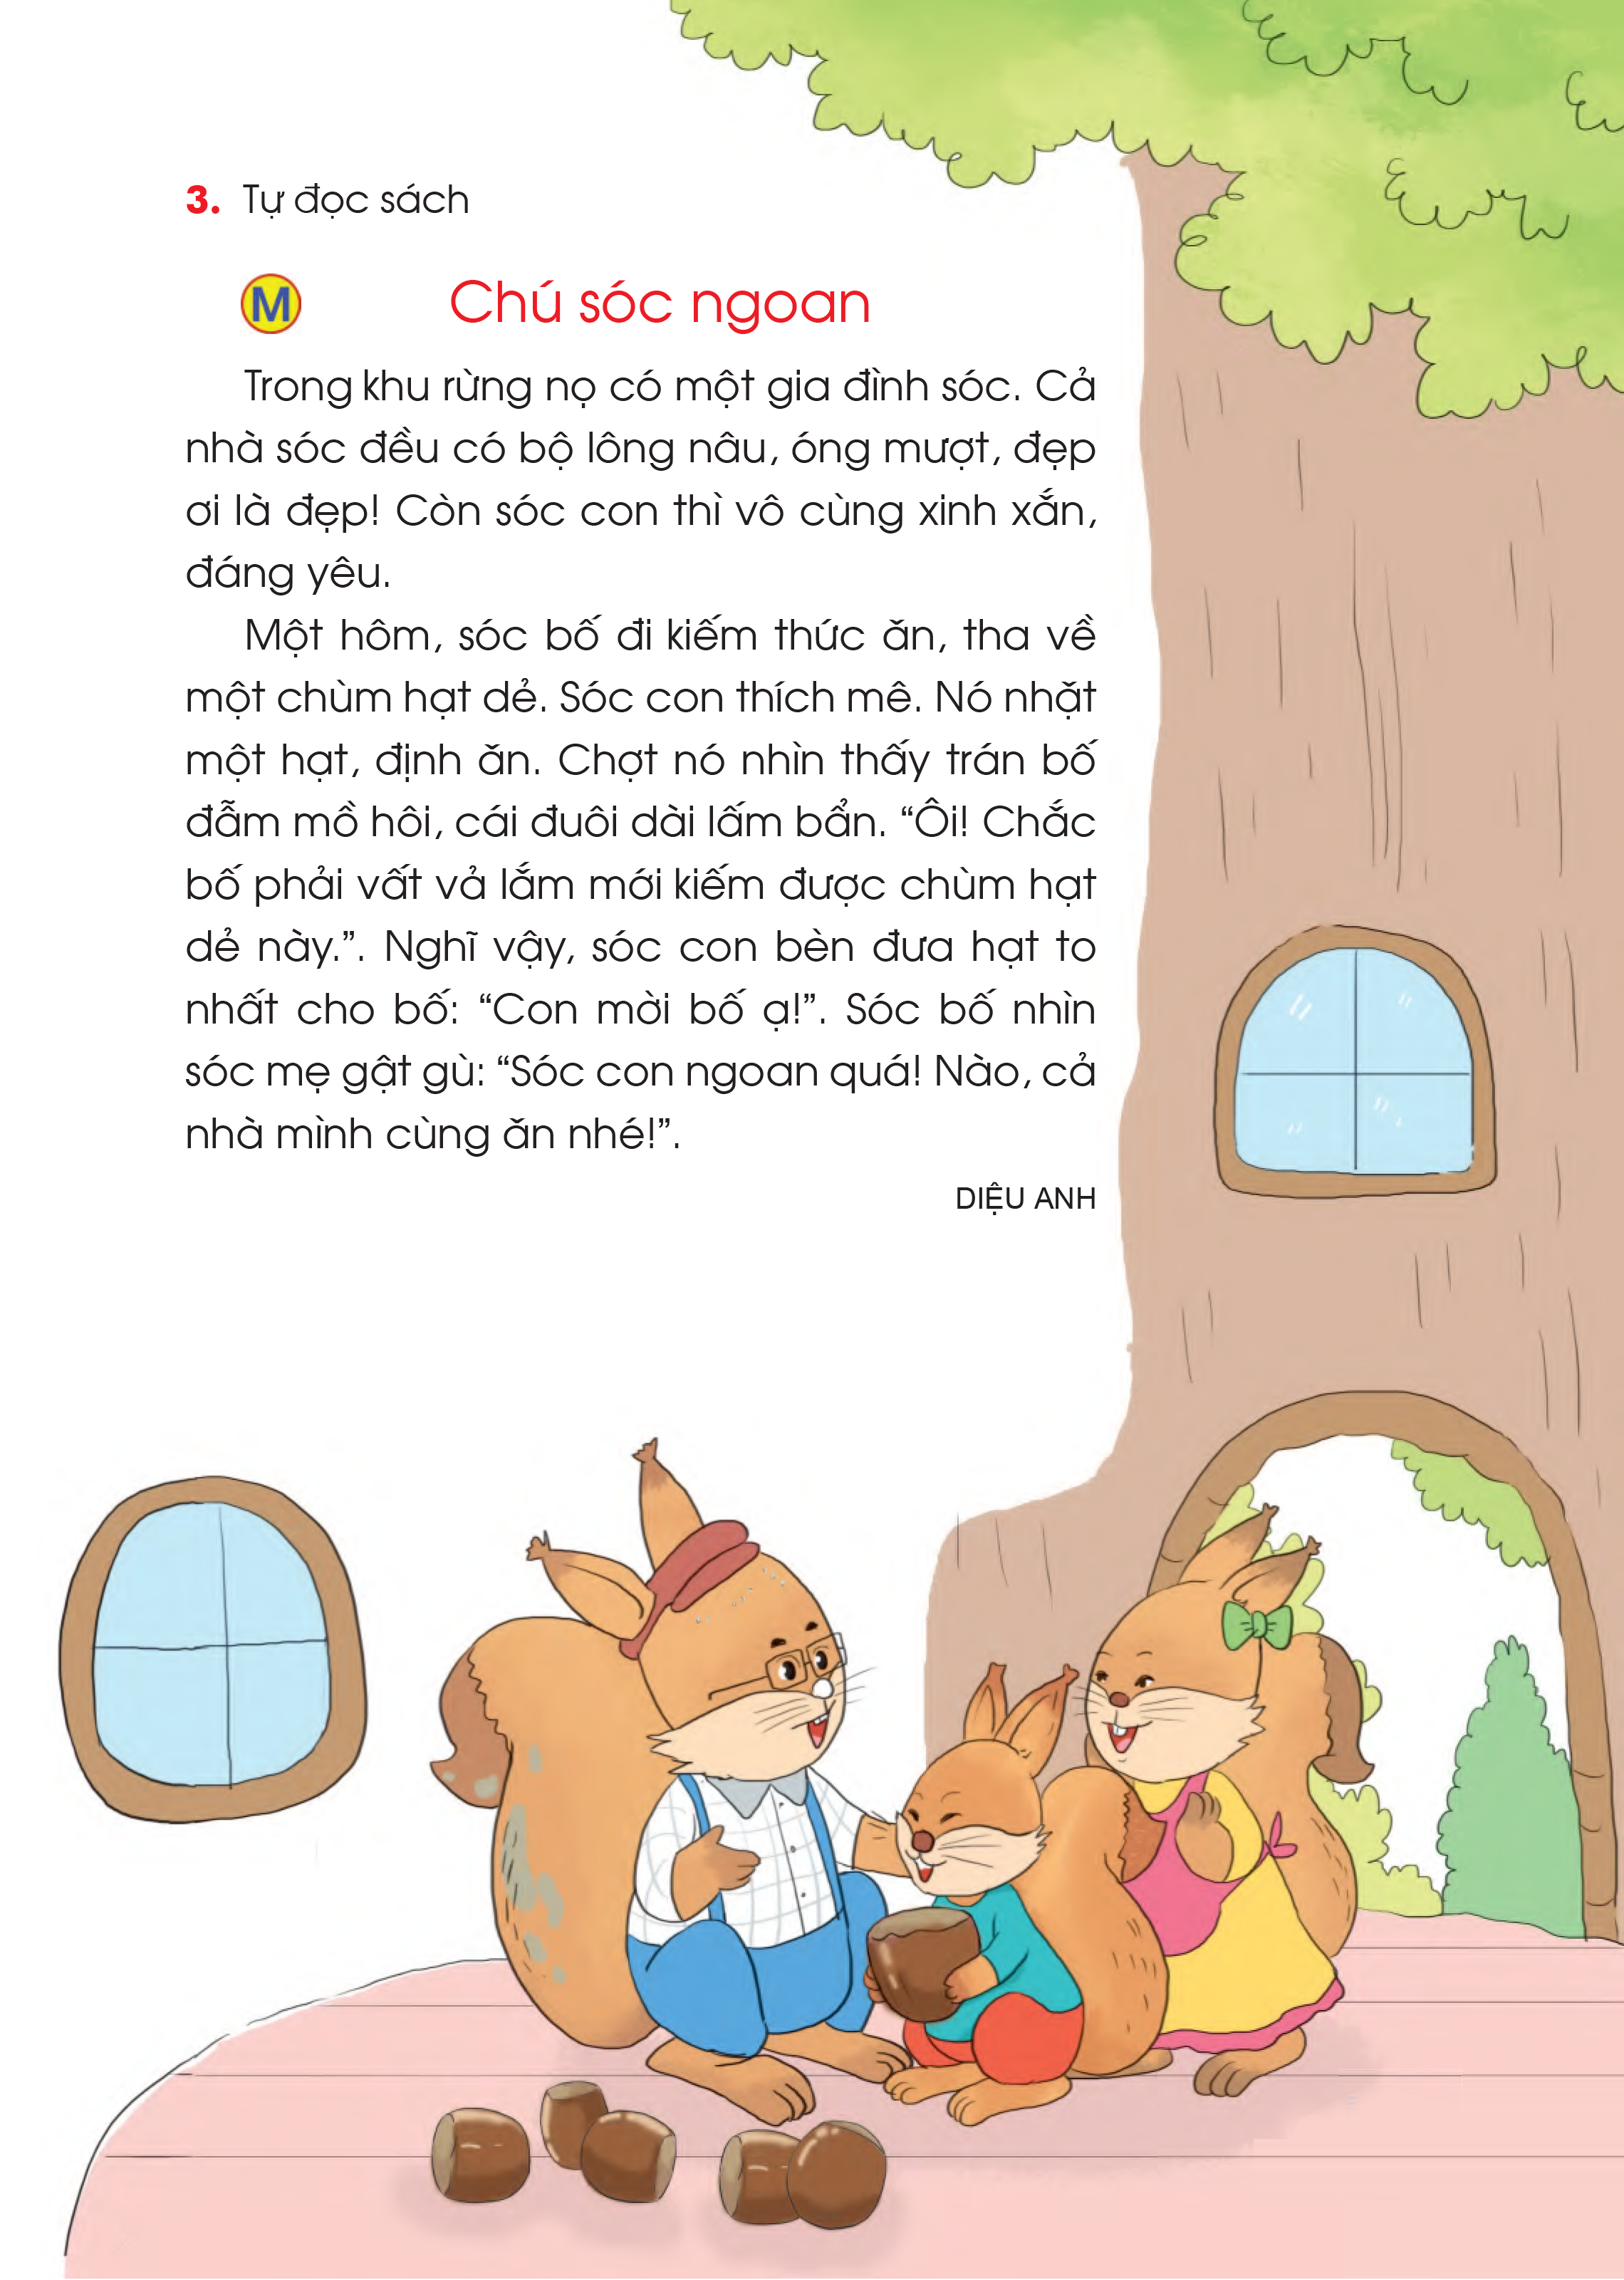 3. Tự đọc sách
M Chú sóc ngoan
Trong khu rừng nọ có một gia đình sóc. Cả
nhà sóc đều có bộ lông nâu, óng mượt, đẹp
ơi là đẹp! Còn sóc con thì vô cùng xinh xắn,
đáng yêu.
Một hôm, sóc bố đi kiếm thức ăn, tha về
một chùm hạt dẻ. Sóc con thích mê. Nó nhặt
một hạt, định ăn. Chợt nó nhìn thấy trán bố
đẫm mồ hôi, cái đuôi dài lấm bẩn. “Ôi! Chắc
bố phải vất vả lắm mới kiếm được chùm hạt
dẻ này.”. Nghĩ vậy, sóc con bèn đưa hạt to
nhất cho bố: “Con mời bố ạ!”. Sóc bố nhìn
sóc mẹ gật gù: “Sóc con ngoan quá! Nào, cả
nhà mình cùng ăn nhé!”.
DIỆU ANH